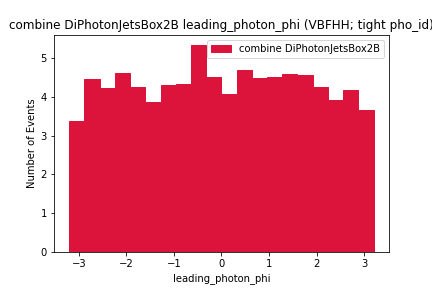 combine DiPhotonJetsBox2B leading_photon_phi (VBFHH; tight pho_id)
combine DiPhotonJetsBox2B
Number of Events
5
4
3
2
1
0
−3 −2 −1 0 1 2 3
leading_photon_phi